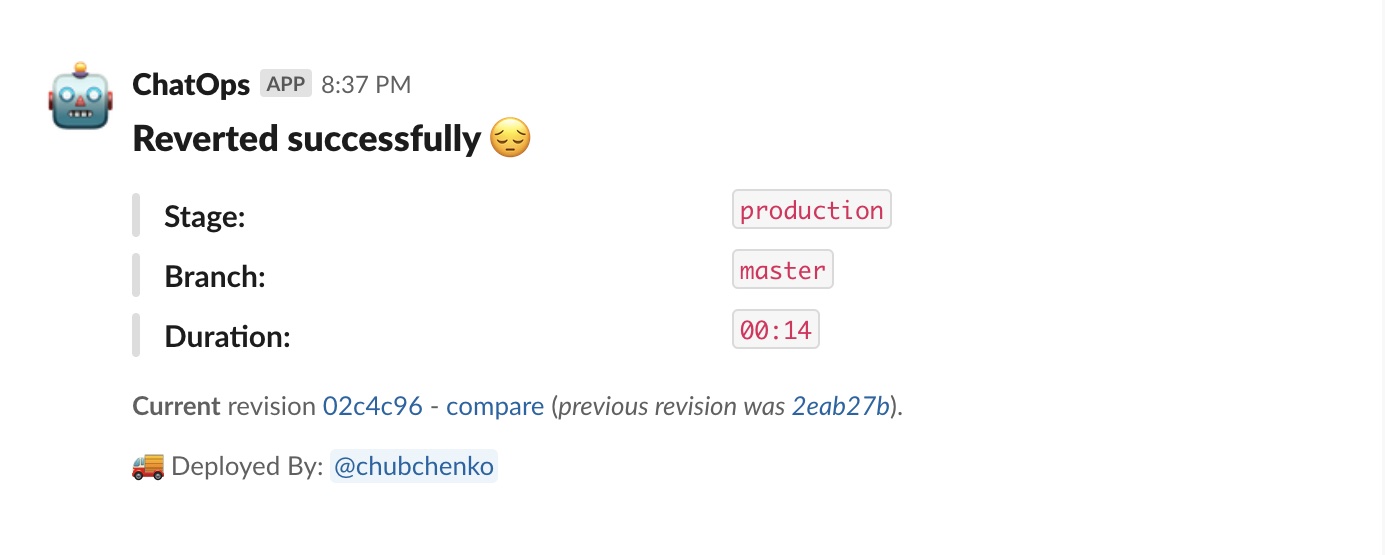 ChatOps APP 8:37 PM
Reverted successfully 😔
Stage: production
Branch: master
Duration: 00:14
Current revision 02c4c96 - compare (previous revision was 2eab27b).
🚚 Deployed By: @chubchenko